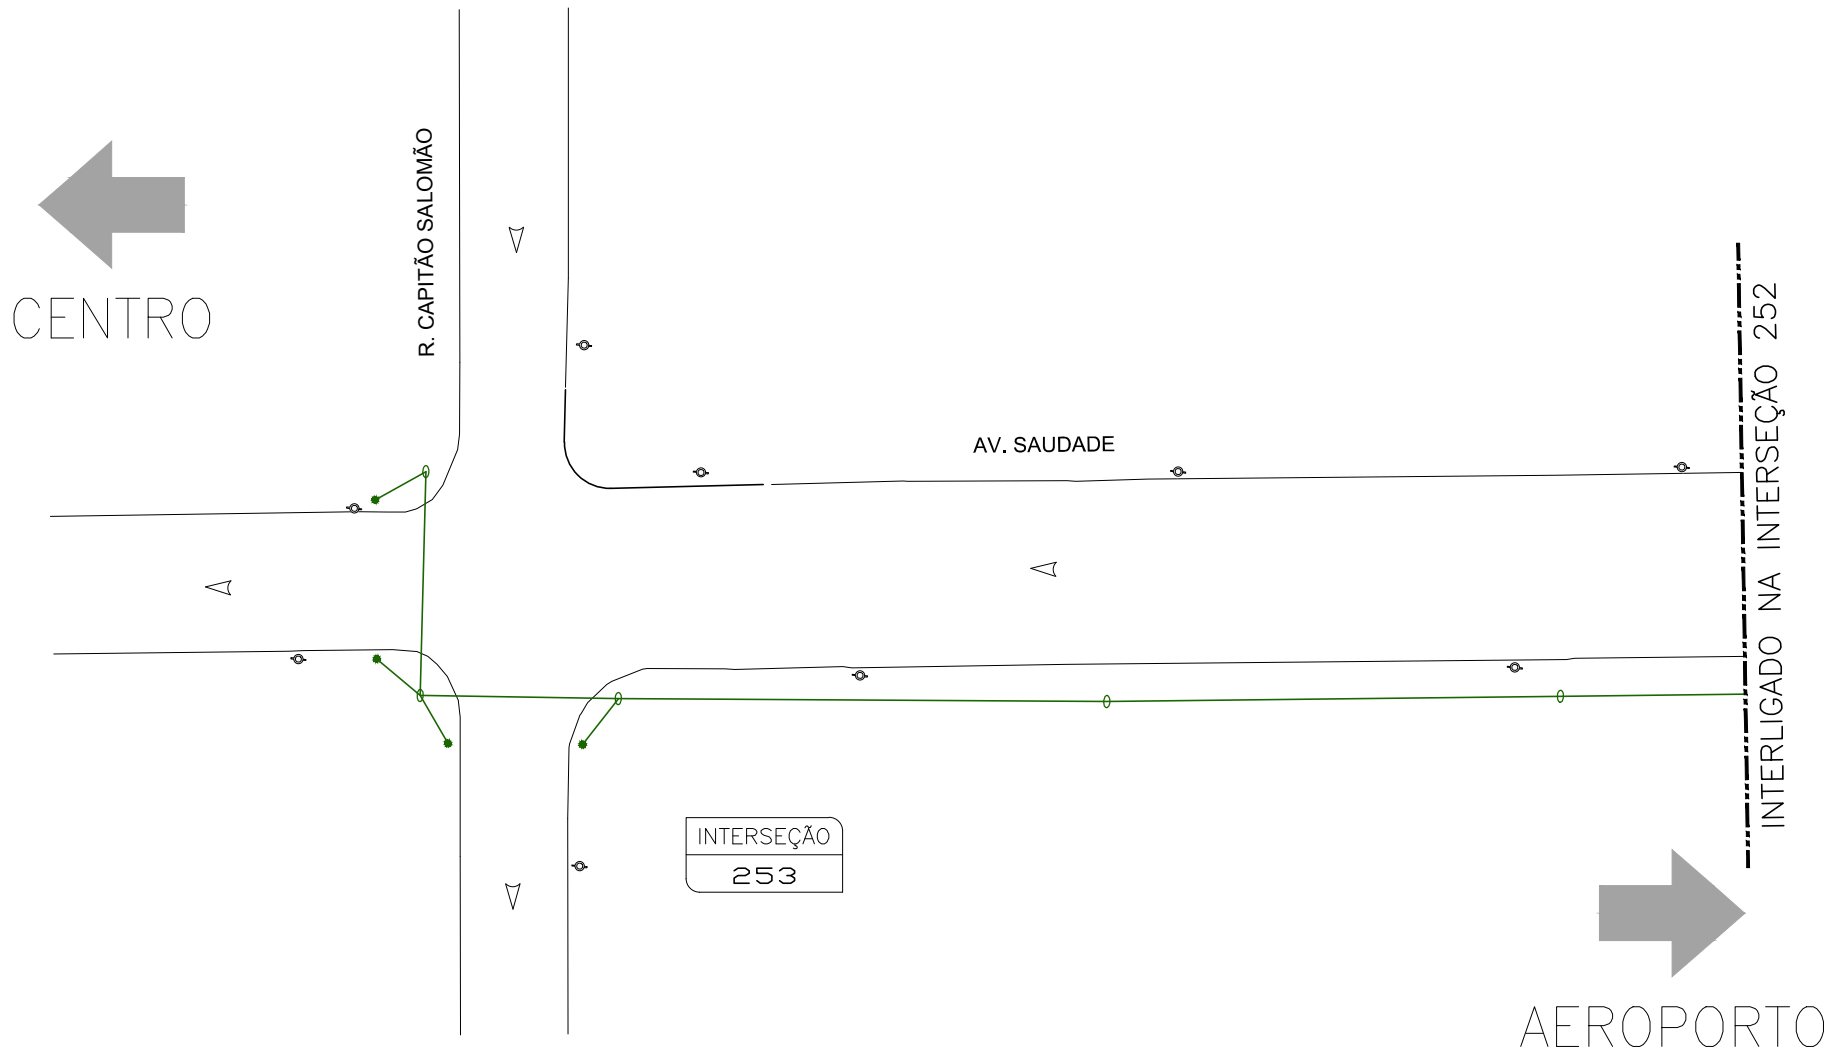 R. CAPITÃO SALOMÃO
CENTRO
AV. SAUDADE
INTERLIGADO NA INTERSEÇÃO 252
INTERSEÇÃO
253
AEROPORTO